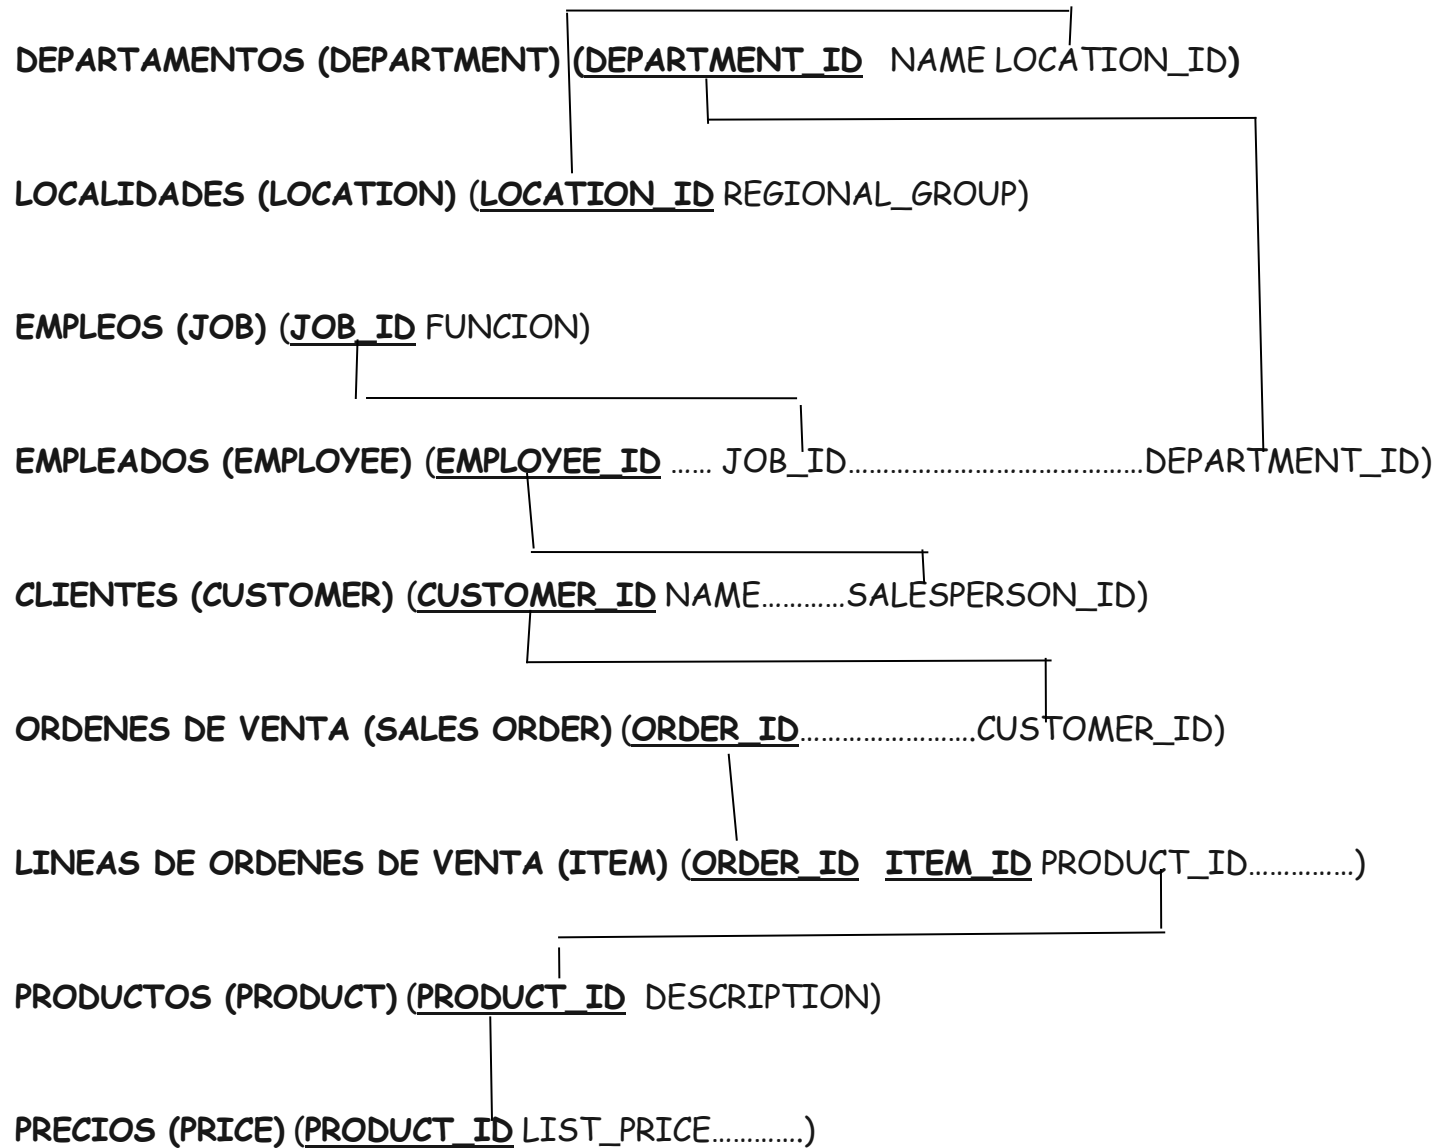 DEPARTAMENTOS (DEPARTMENT) (DEPARTMENT_ID NAME LOCATION_ID)
LOCALIDADES (LOCATION) (LOCATION_ID REGIONAL_GROUP)
EMPLEOS (JOB) (JOB_ID FUNCION)
EMPLEADOS (EMPLOYEE) (EMPLOYEE_ID ...... JOB_ID..........................................DEPARTMENT_ID)
CLIENTES (CUSTOMER) (CUSTOMER_ID NAME............SALESPERSON_ID)
ORDENES DE VENTA (SALES ORDER) (ORDER_ID.........................CUSTOMER_ID)
LINEAS DE ORDENES DE VENTA (ITEM) (ORDER_ID ITEM_ID PRODUCT_ID...............)
PRODUCTOS (PRODUCT) (PRODUCT_ID DESCRIPTION)
PRECIOS (PRICE) (PRODUCT_ID LIST_PRICE.............)